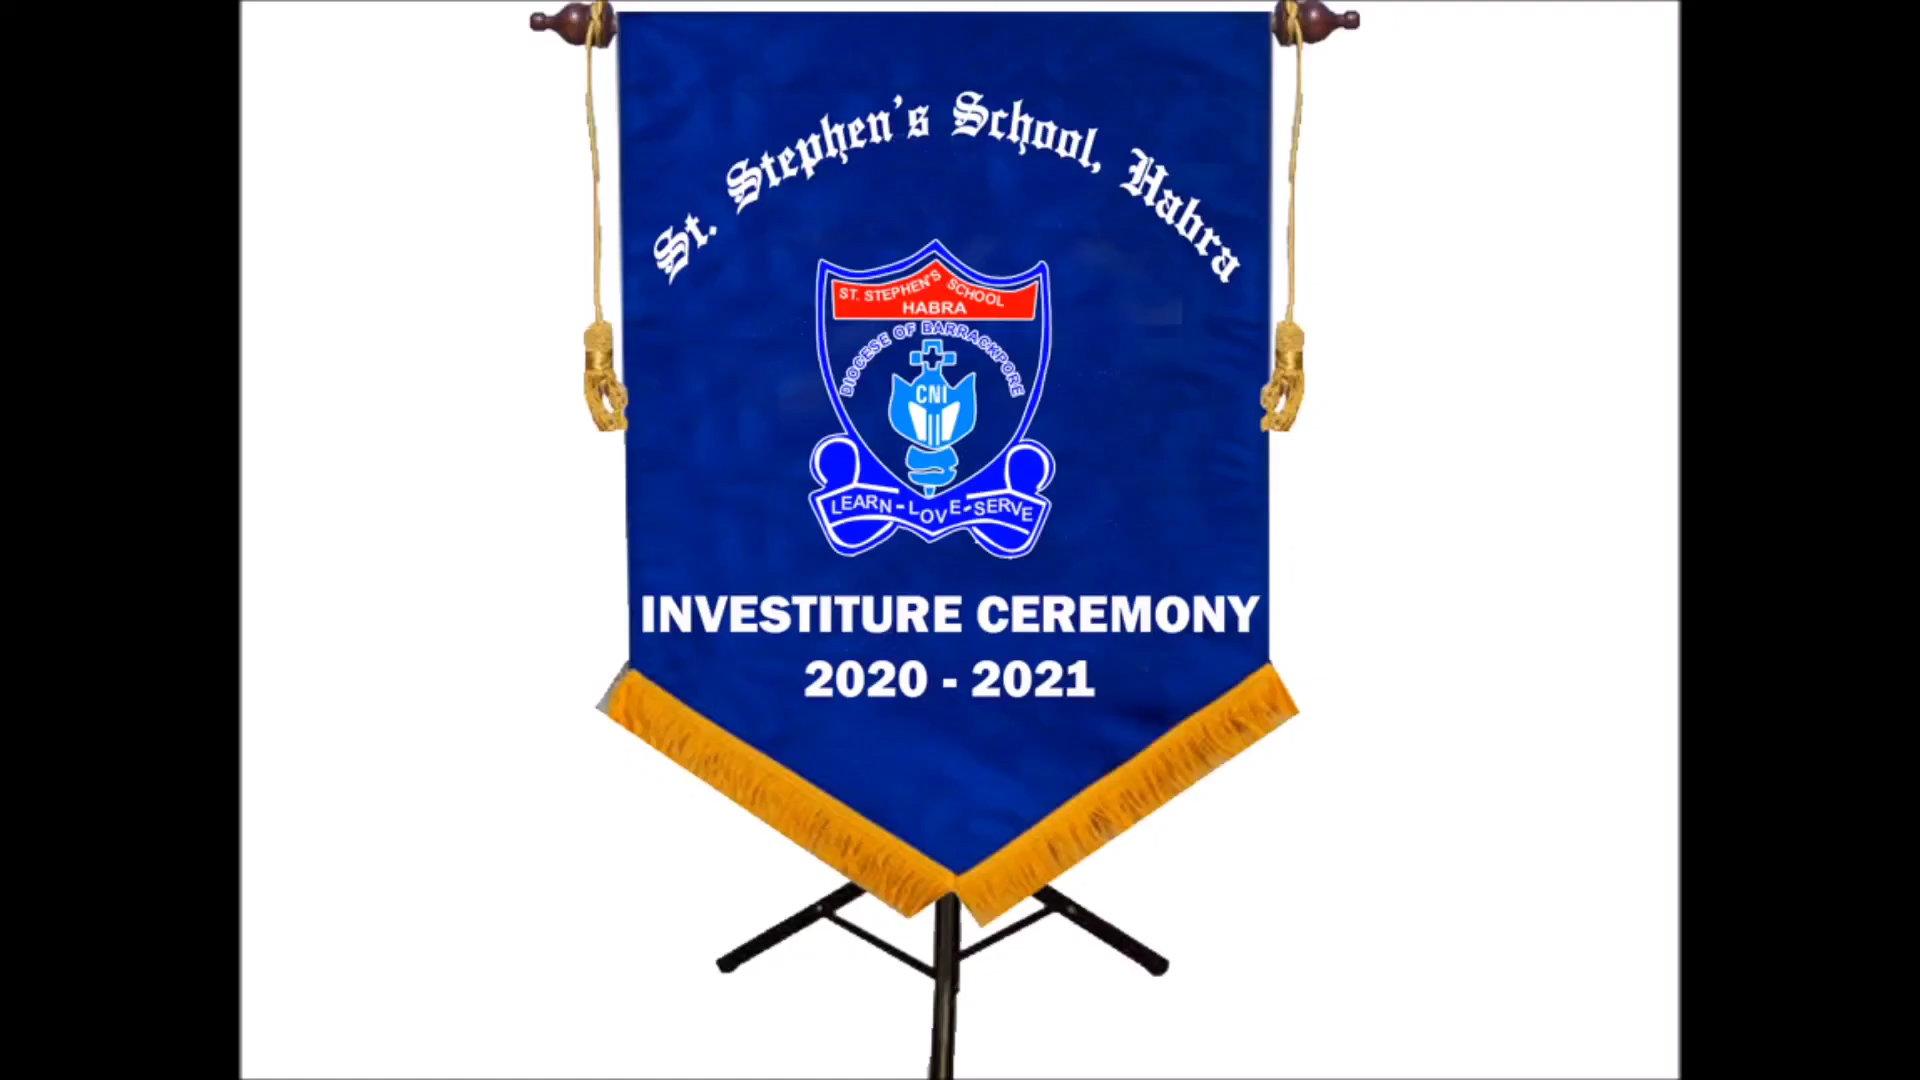 St. Stephen's School, Habra
ST. STEPHEN'S SCHOOL
HABRA
DIOCESE OF BARRACKPORE
CNI
LEARN-LOVE-SERVE
INVESTITURE CEREMONY
2020 - 2021